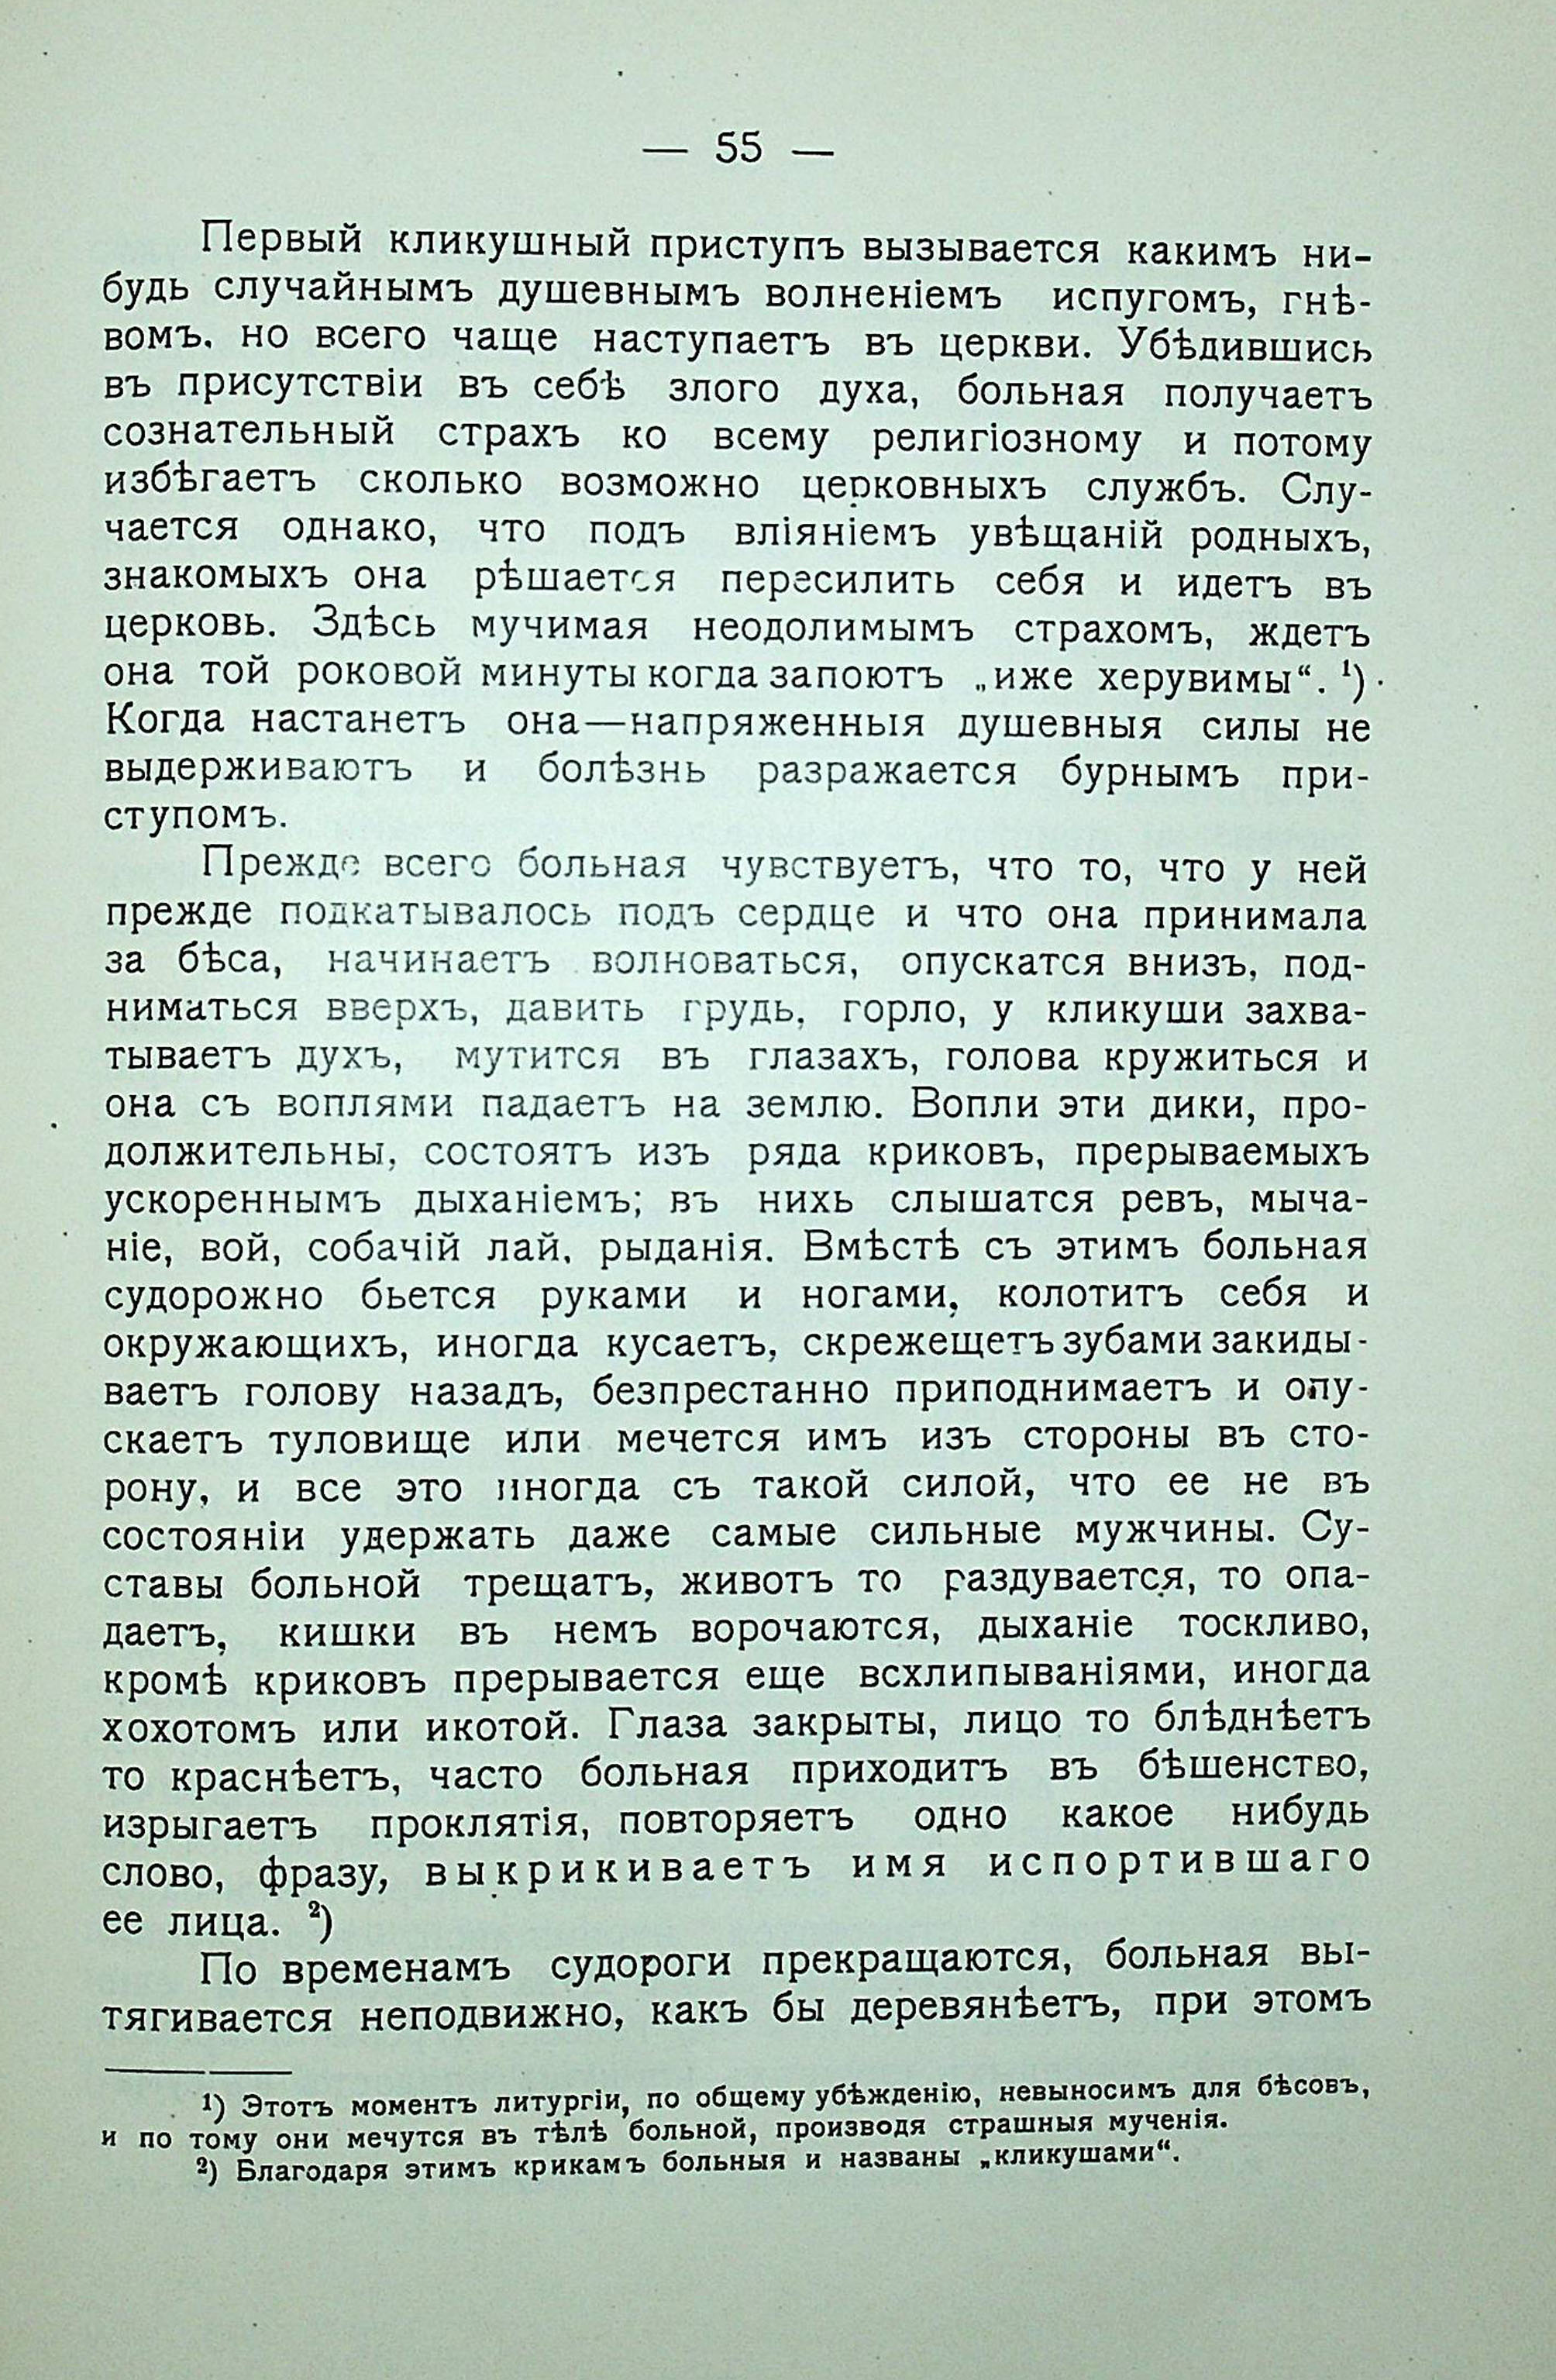 — 55 —
Первый кликушный приступъ вызывается какимъ ни-
будь случайнымъ душевнымъ волненіемъ испугомъ, гнѣ-
вомъ, но всего чаще наступаетъ въ церкви. Убѣдившись
въ присутствіи въ себѣ злого духа, больная получаетъ
сознательный страхъ ко всему религіозному и потому
избѣгаетъ сколько возможно церковныхъ службъ. Слу-
чается однако, что подъ вліяніемъ увѣщаній родныхъ,
знакомыхъ она рѣшается пересилить себя и идетъ въ
церковь. Здѣсь мучимая неодолимымъ страхомъ, ждетъ
она той роковой минуты когда запоютъ „иже херувимы“. ¹)
Когда настанетъ она—напряженныя душевныя силы не
выдерживаютъ и болѣзнь разражается бурнымъ при-
ступомъ.
Прежде всего больная чувствуетъ, что то, что у ней
прежде подкатывалось подъ сердце и что она принимала
за бѣса, начинаетъ волноваться, опускатся внизъ, под-
ниматься вверхъ, давить грудь, горло, у кликуши захва-
тываетъ духъ, мутится въ глазахъ, голова кружиться и
она съ воплями падаетъ на землю. Вопли эти дики, про-
должительны, состоятъ изъ ряда криковъ, прерываемыхъ
ускореннымъ дыханіемъ; въ нихь слышатся ревъ, мыча-
ніе, вой, собачій лай, рыданія. Вмѣстѣ съ этимъ больная
судорожно бьется руками и ногами, колотитъ себя и
окружающихъ, иногда кусаетъ, скрежещетъ зубами закиды-
ваетъ голову назадъ, безпрестанно приподнимаетъ и опу-
скаетъ туловище или мечется имъ изъ стороны въ сто-
рону, и все это иногда съ такой силой, что ее не въ
состояніи удержать даже самые сильные мужчины. Су-
ставы больной трещатъ, животъ то раздувается, то опа-
даетъ, кишки въ немъ ворочаются, дыханіе тоскливо,
кромѣ криковъ прерывается еще всхлипываніями, иногда
хохотомъ или икотой. Глаза закрыты, лицо то блѣднѣетъ
то краснѣетъ, часто больная приходитъ въ бѣшенство,
изрыгаетъ проклятія, повторяетъ одно какое нибудь
слово, фразу, выкрикиваетъ имя испортившаго
ее лица. ²)
По временамъ судороги прекращаются, больная вы-
тягивается неподвижно, какъ бы деревянѣетъ, при этомъ
¹) Этотъ моментъ литургіи, по общему убѣжденію, невыносимъ для бѣсовъ,
и по тому они мечутся въ тѣлѣ больной, производя страшныя мученія.
²) Благодаря этимъ крикамъ больныя и названы „кликушами“.